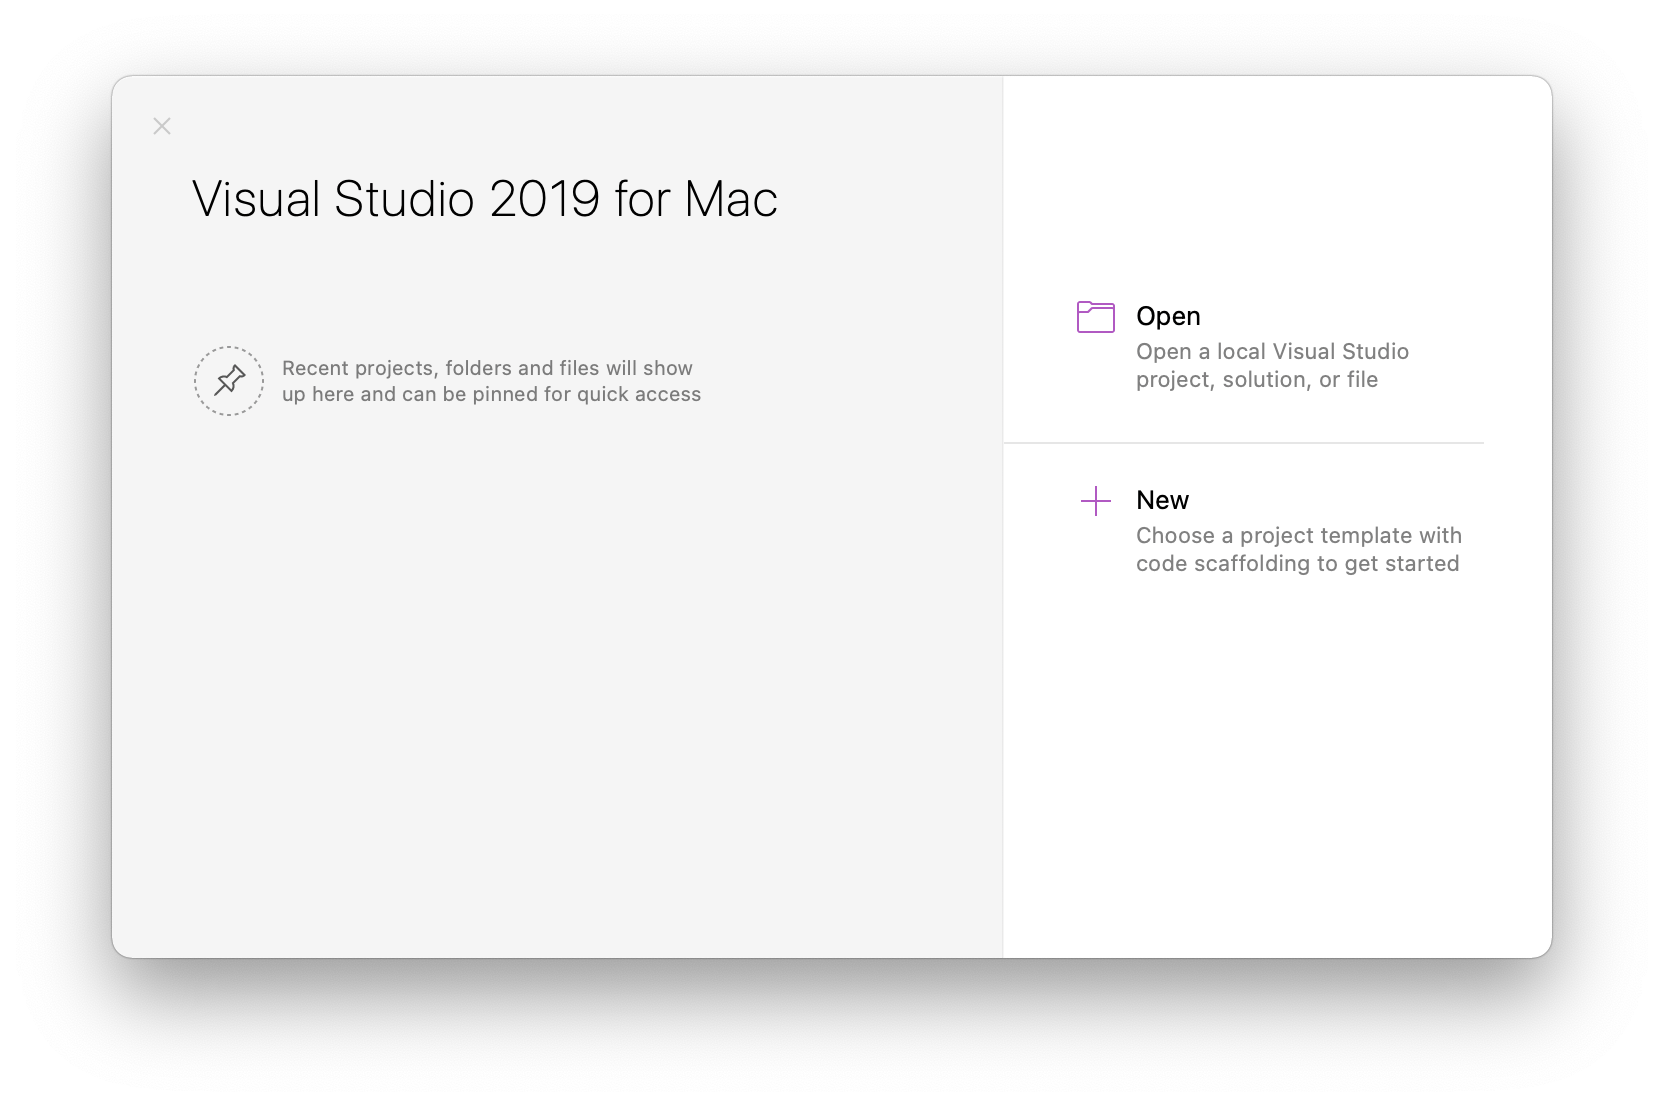 Visual Studio 2019 for Mac
Recent projects, folders and files will show
up here and can be pinned for quick access
Open
Open a local Visual Studio
project, solution, or file
New
Choose a project template with
code scaffolding to get started